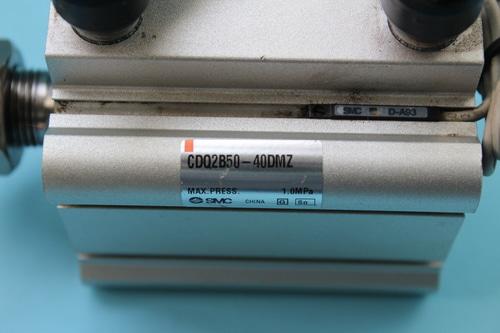 SMC D-A93
CDQ2B50-40DMZ
MAX.PRESS. 1.0MPa
SMC CHINA